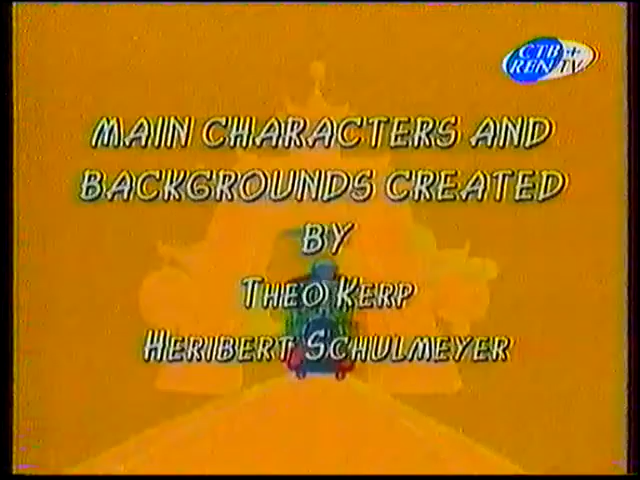 CTB+
REN TV
MAIN CHARACTERS AND
BACKGROUNDS CREATED
BY
THEO KERP
HERIBERT SCHULMEYER